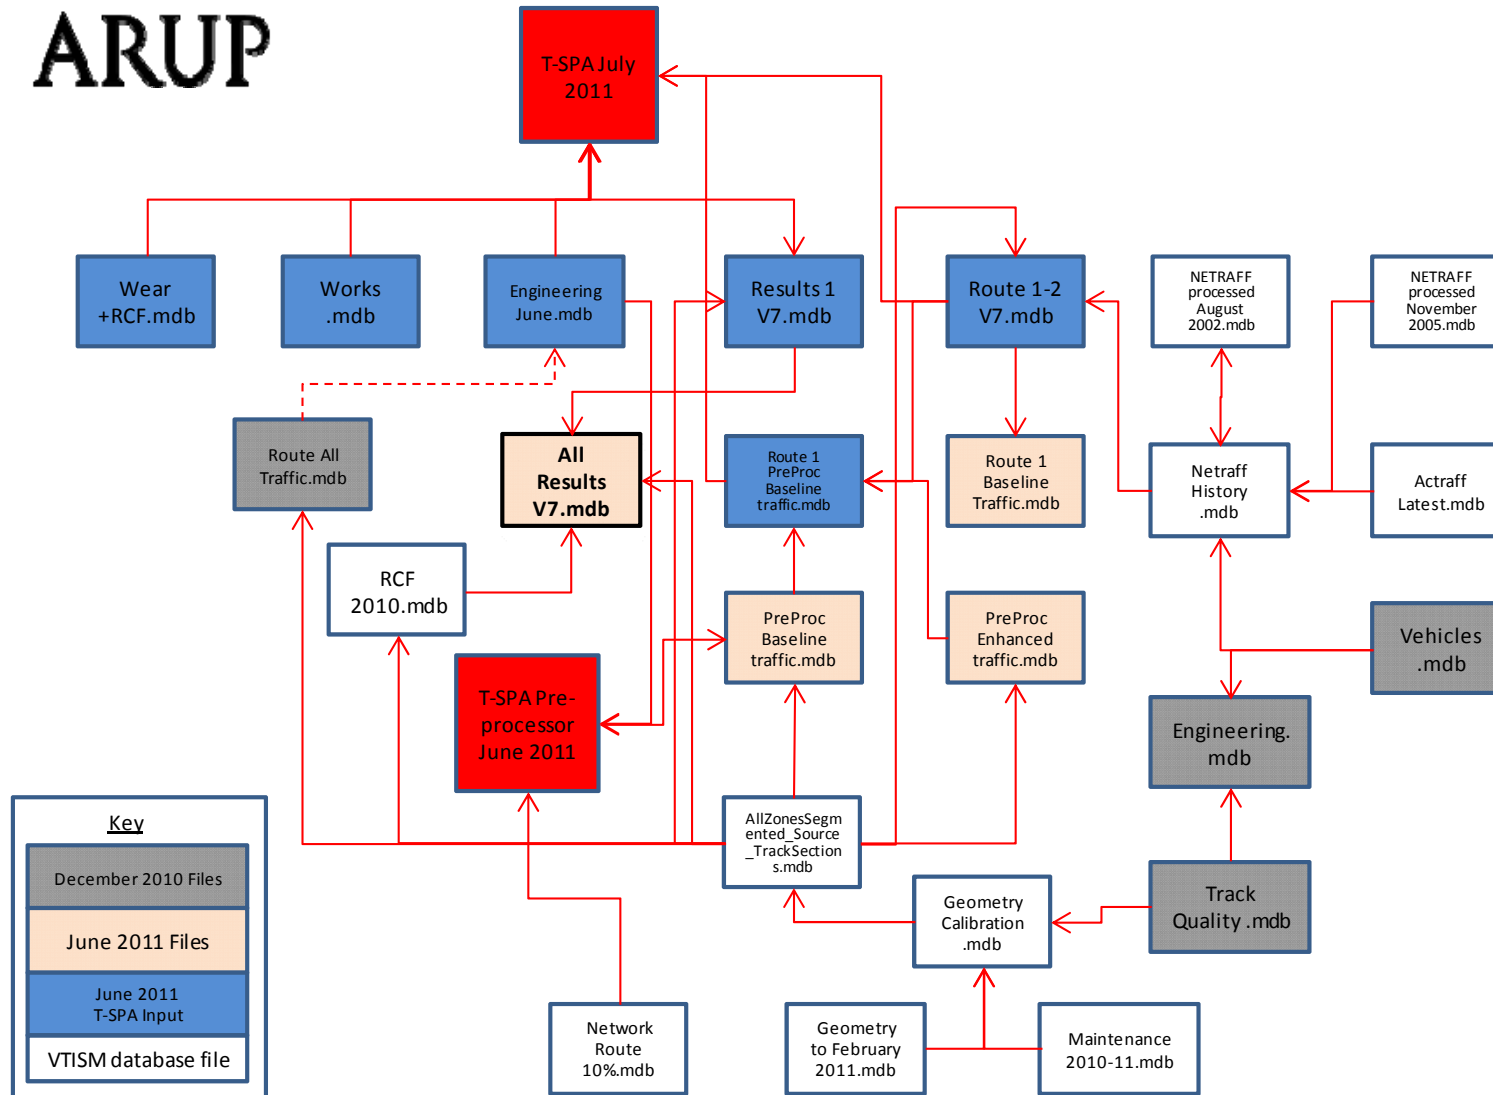 ARUP
T-SPA July
2011
Wear
+RCF.mdb
Works
.mdb
Engineering
June.mdb
Results 1
V7.mdb
Route 1-2
V7.mdb
NETRAFF
processed
August
2002.mdb
NETRAFF
processed
November
2005.mdb
Route All
Traffic.mdb
All
Results
V7.mdb
Route 1
PreProc
Baseline
traffic.mdb
Route 1
Baseline
Traffic.mdb
Netraff
History
.mdb
Actraff
Latest.mdb
RCF
2010.mdb
PreProc
Baseline
traffic.mdb
PreProc
Enhanced
traffic.mdb
Vehicles
.mdb
T-SPA Pre-
processor
June 2011
Engineering.
mdb
AllZonesSegm
ented_Source
_TrackSection
s.mdb
Geometry
Calibration
.mdb
Track
Quality .mdb
Network
Route
10%.mdb
Geometry
to February
2011.mdb
Maintenance
2010-11.mdb
Key
December 2010 Files
June 2011 Files
June 2011
T-SPA Input
VTISM database file